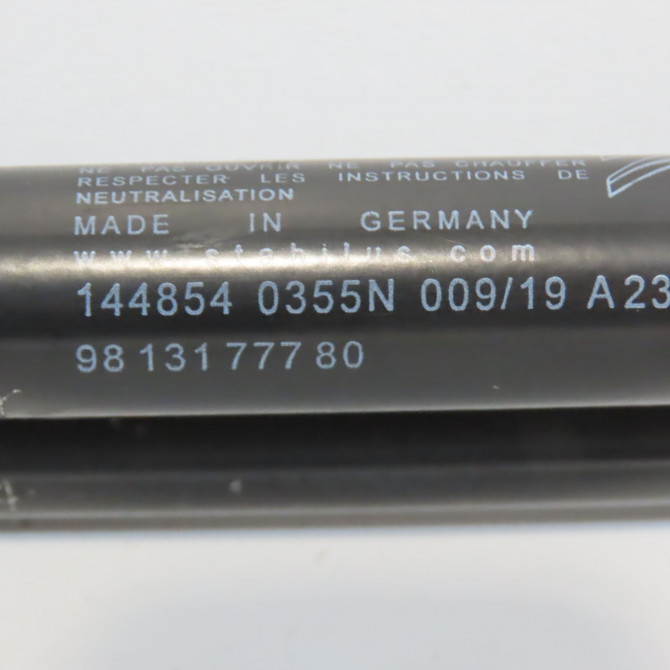 NE PAS OUVRIR NE PAS CHAUFFER
RESPECTER LES INSTRUCTIONS DE
NEUTRALISATION
MADE IN GERMANY
www.stabilus.com
144854 0355N 009/19 A23
98 131 777 80